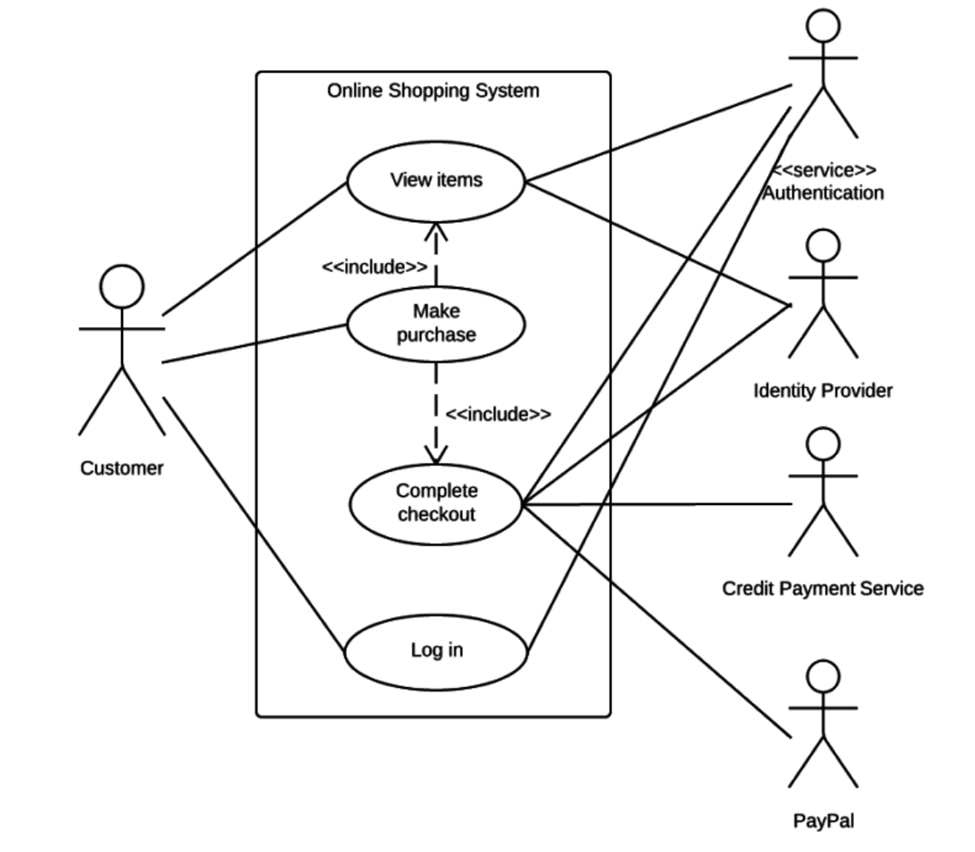 Online Shopping System
View items
<<service>>
Authentication
<<include>>
Make
purchase
Identity Provider
<<include>>
Customer
Complete
checkout
Credit Payment Service
Log in
PayPal